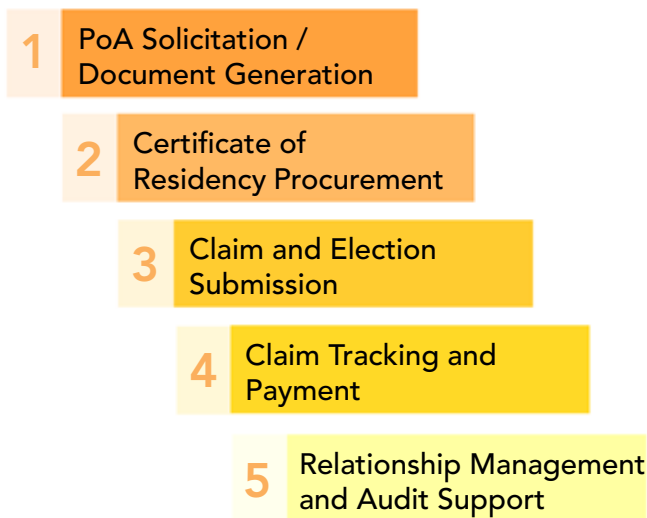 1
PoA Solicitation /
Document Generation
2
Certificate of
Residency Procurement
3
Claim and Election
Submission
4
Claim Tracking and
Payment
5
Relationship Management
and Audit Support